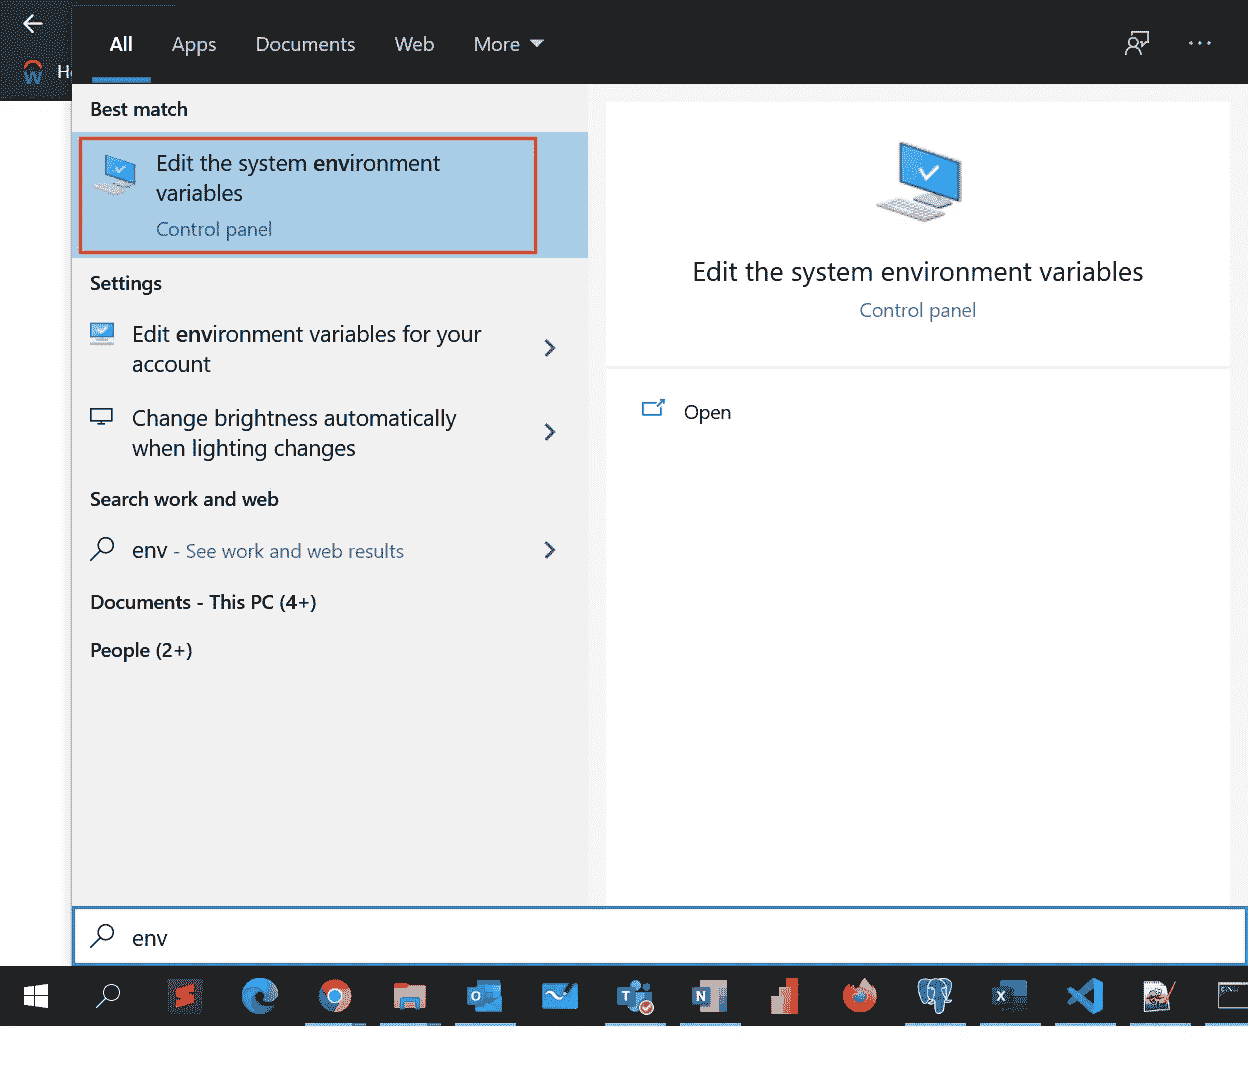 All Apps Documents Web More
Best match
Edit the system environment
variables
Control panel
Settings
Edit environment variables for your
account
Change brightness automatically
when lighting changes
Search work and web
env - See work and web results
Documents - This PC (4+)
People (2+)
Edit the system environment variables
Control panel
Open
env